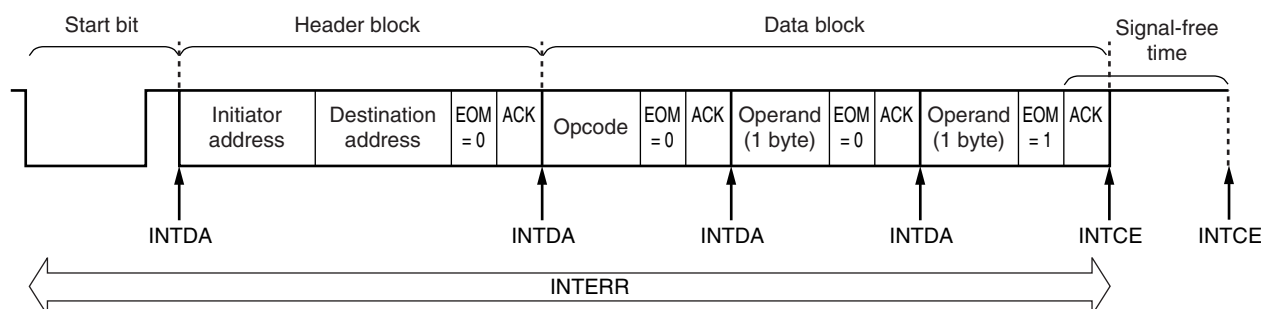 Start bit
Header block
Data block
Signal-free
time
Initiator
address
Destination
address
EOM
= 0
ACK
Opcode
EOM
= 0
ACK
Operand
(1 byte)
EOM
= 0
ACK
Operand
(1 byte)
EOM
= 1
ACK
INTDA
INTDA
INTDA
INTDA
INTCE
INTCE
INTERR